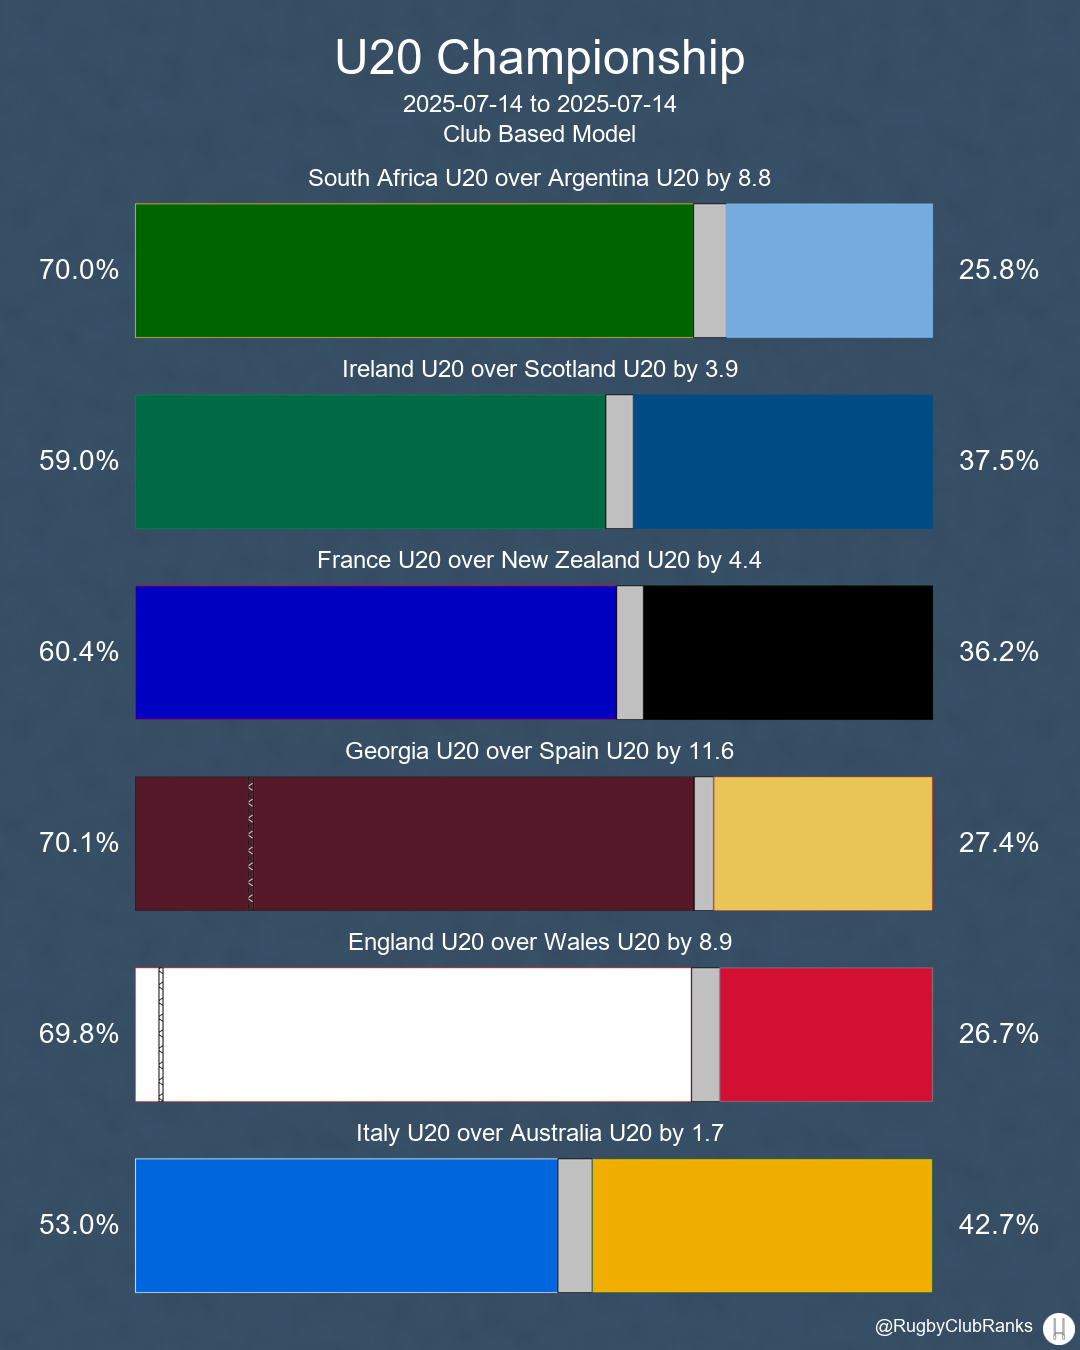 U20 Championship
2025-07-14 to 2025-07-14
Club Based Model
South Africa U20 over Argentina U20 by 8.8
70.0% 25.8%
Ireland U20 over Scotland U20 by 3.9
59.0% 37.5%
France U20 over New Zealand U20 by 4.4
60.4% 36.2%
Georgia U20 over Spain U20 by 11.6
70.1% 27.4%
England U20 over Wales U20 by 8.9
69.8% 26.7%
Italy U20 over Australia U20 by 1.7
53.0% 42.7%
@RugbyClubRanks